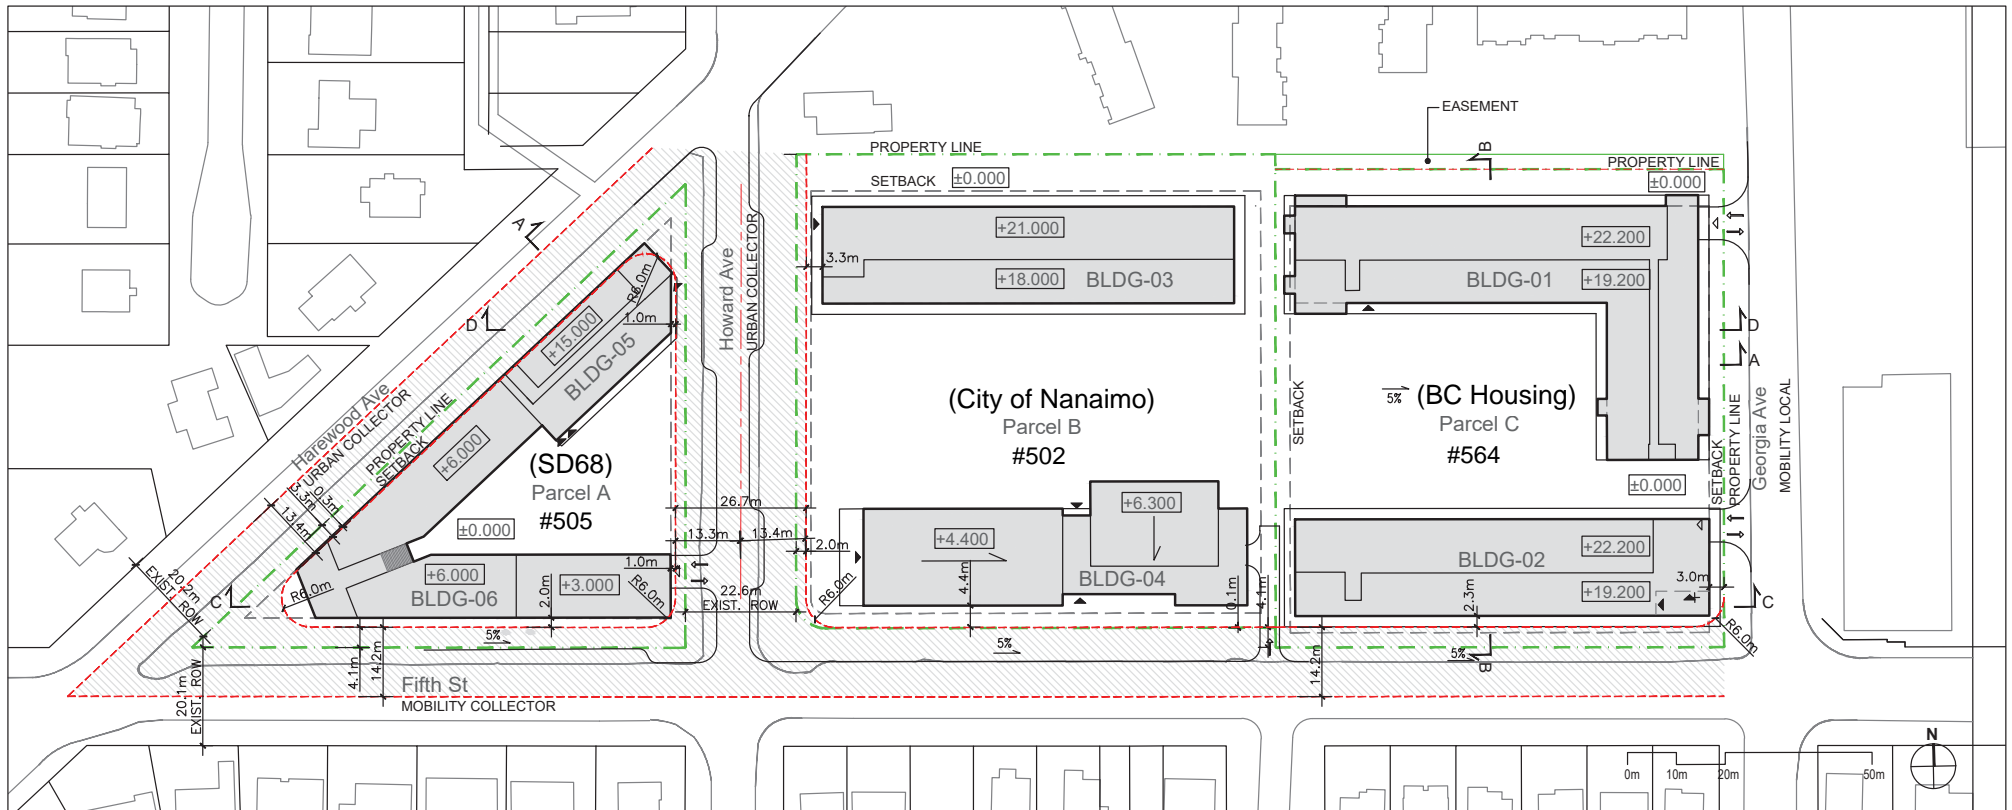 EASEMENT
B
PROPERTY LINE
PROPERTY LINE
SETBACK
±0.000
±0.000
A
+21.000
+22.200
3.3m
+18.000
BLDG-03
BLDG-01
+19.200
Howard Ave
URBAN COLLECTOR
R6.0m
1.0m
D
+15.000
BLDG-05
D
A
Harewood Ave
URBAN COLLECTOR
PROPERTY LINE
SETBACK
+6.000
(SD68)
Parcel A
#505
±0.000
(City of Nanaimo)
Parcel B
#502
5%
(BC Housing)
Parcel C
#564
SETBACK
SETBACK
PROPERTY LINE
Georgia Ave
MOBILITY LOCAL
±0.000
3.3m
0.3m
13.4m
26.7m
13.3m
13.4m
2.0m
+6.300
+4.400
4.4m
BLDG-04
BLDG-02
+22.200
+19.200
3.0m
2.3m
20.2m
EXIST. ROW
C
R6.0m
+6.000
BLDG-06
2.0m
+3.000
1.0m
R6.0m
22.6m
EXIST. ROW
R6.0m
0.1m
4.1m
C
R6.0m
5%
5%
5%
B
20.1m
EXIST. ROW
4.1m
14.2m
14.2m
Fifth St
MOBILITY COLLECTOR
N
0m
10m
20m
50m